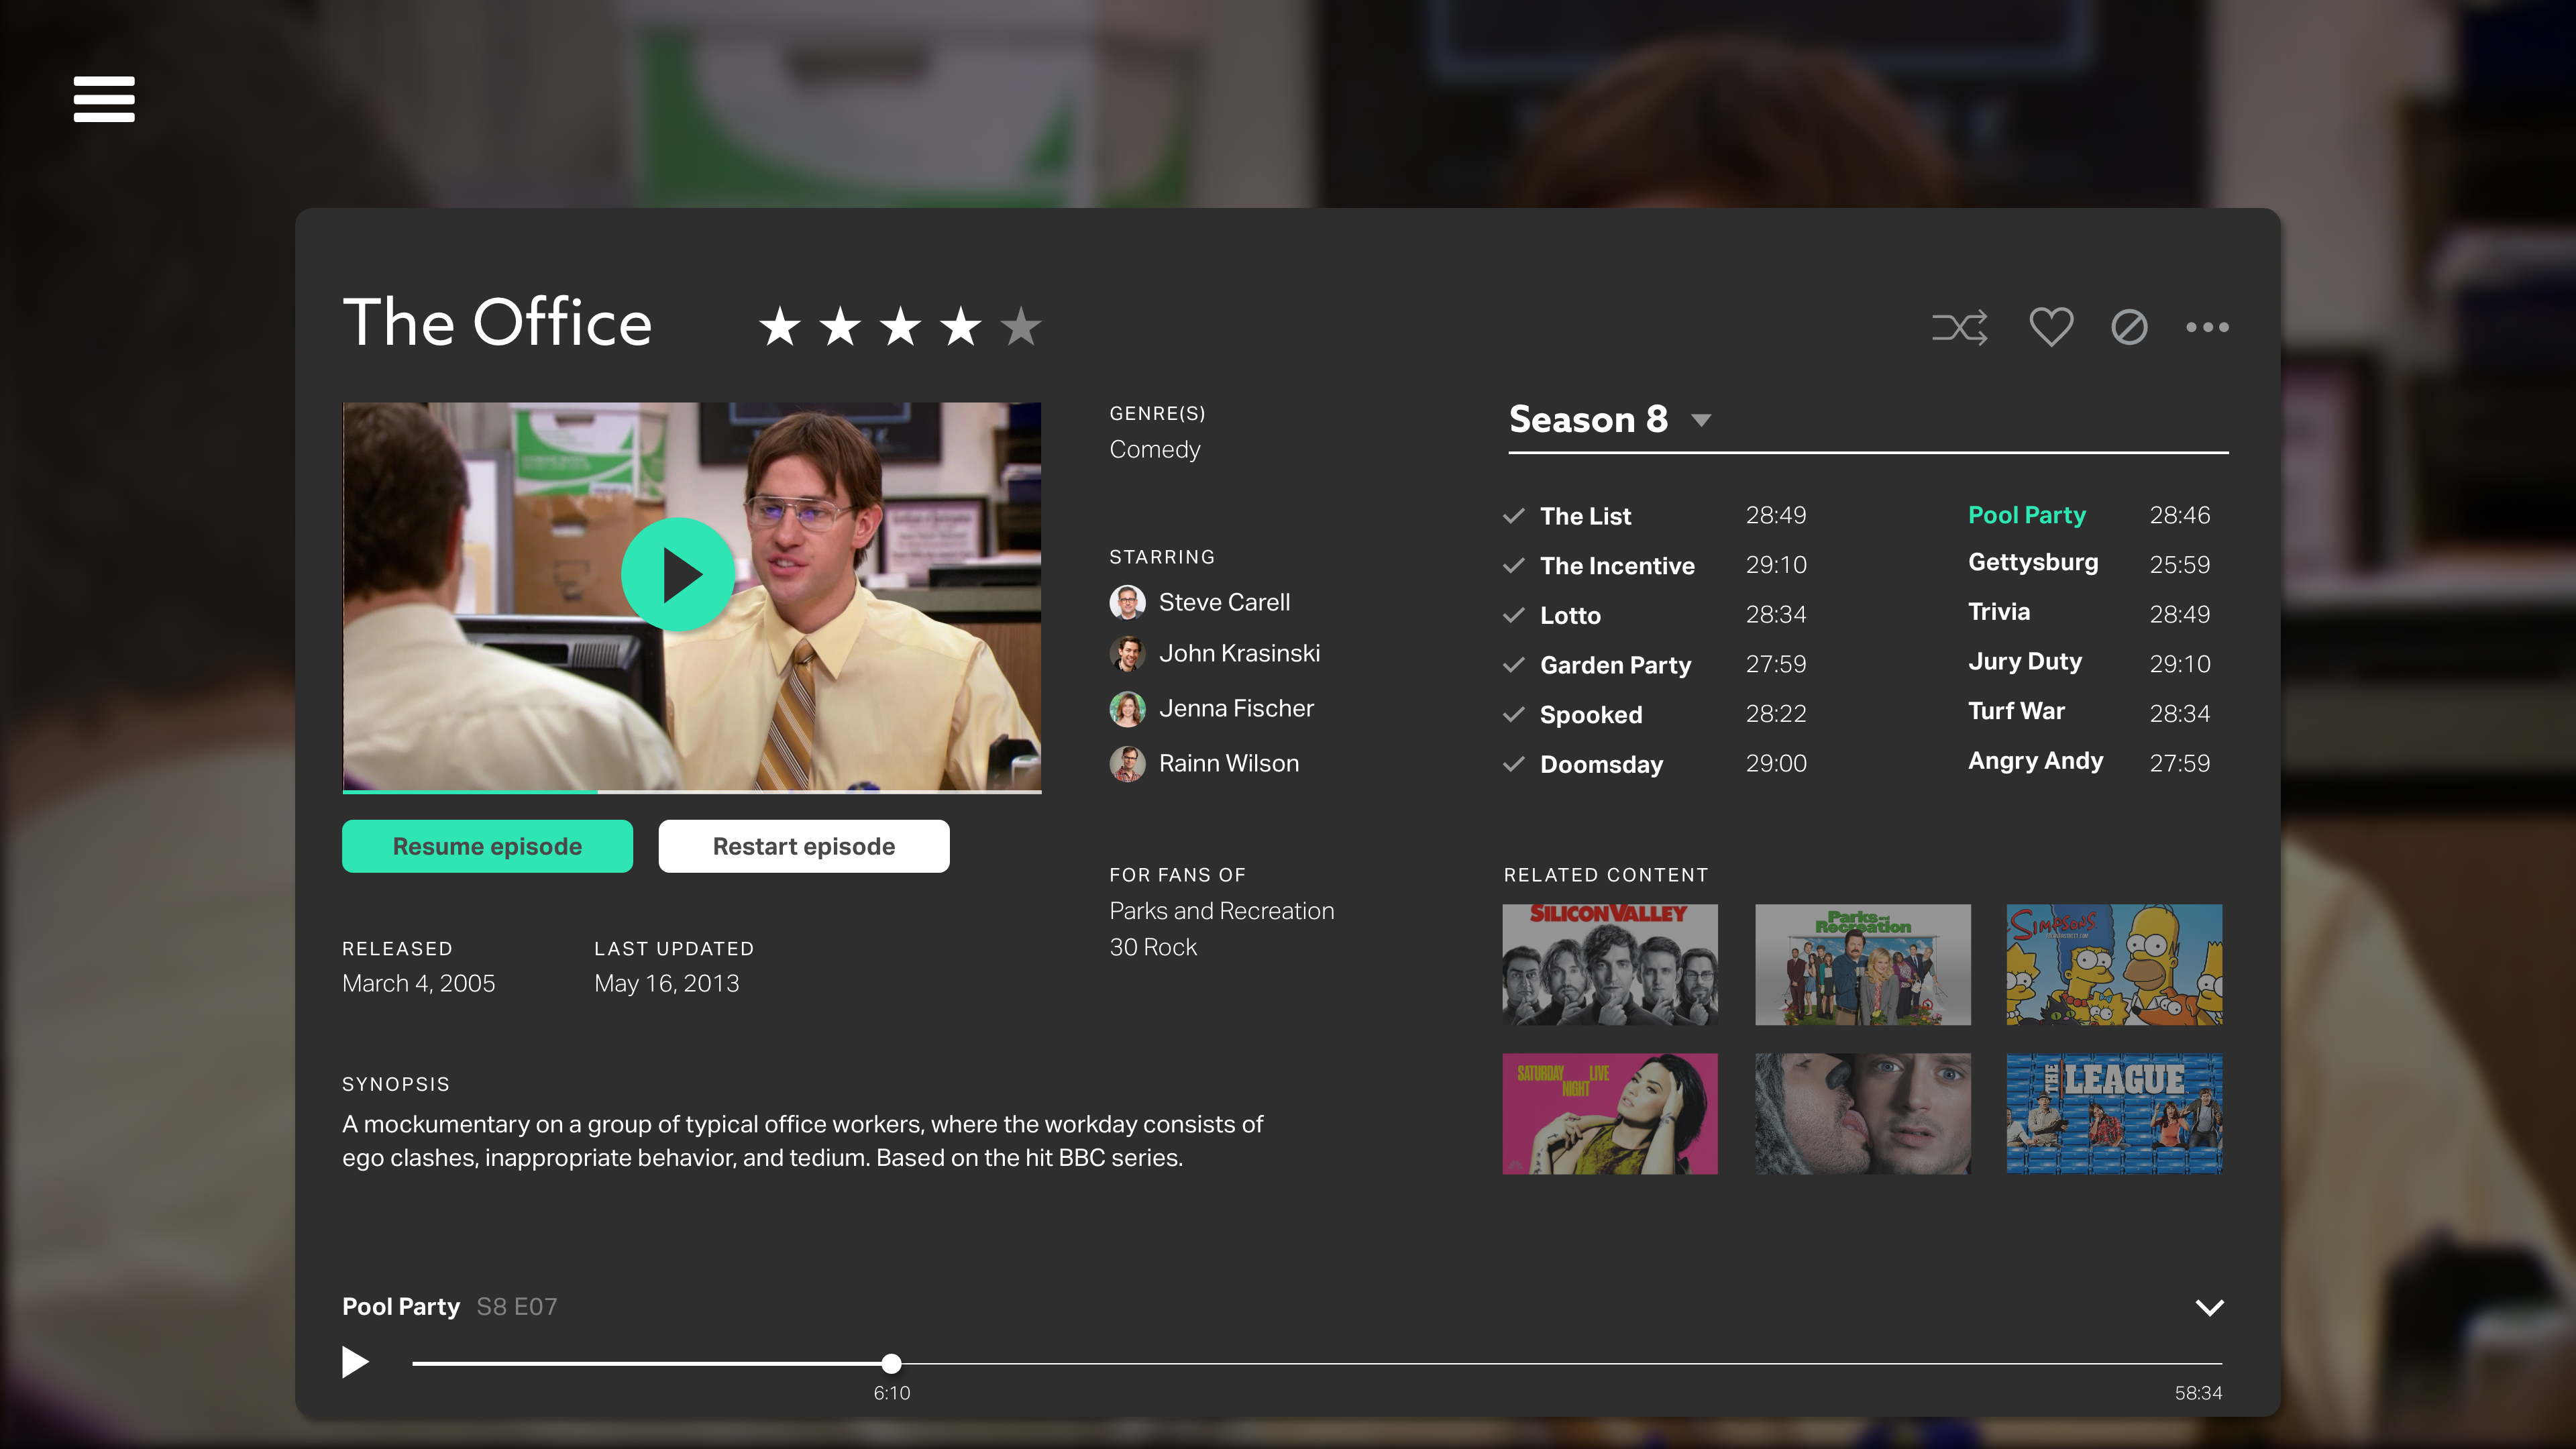 The Office
GENRE(S)
Comedy
STARRING
Steve Carell
John Krasinski
Jenna Fischer
Rainn Wilson
Season 8
The List 28:49
The Incentive 29:10
Lotto 28:34
Garden Party 27:59
Spooked 28:22
Doomsday 29:00
Pool Party 28:46
Gettysburg 25:59
Trivia 28:49
Jury Duty 29:10
Turf War 28:34
Angry Andy 27:59
Resume episode
Restart episode
RELEASED
March 4, 2005
LAST UPDATED
May 16, 2013
FOR FANS OF
Parks and Recreation
30 Rock
RELATED CONTENT
SILICON VALLEY
Parks and
Recreation
THE SIMPSONS
SATURDAY NIGHT LIVE
THE LEAGUE
SYNOPSIS
A mockumentary on a group of typical office workers, where the workday consists of
ego clashes, inappropriate behavior, and tedium. Based on the hit BBC series.
Pool Party S8 E07
6:10
58:34